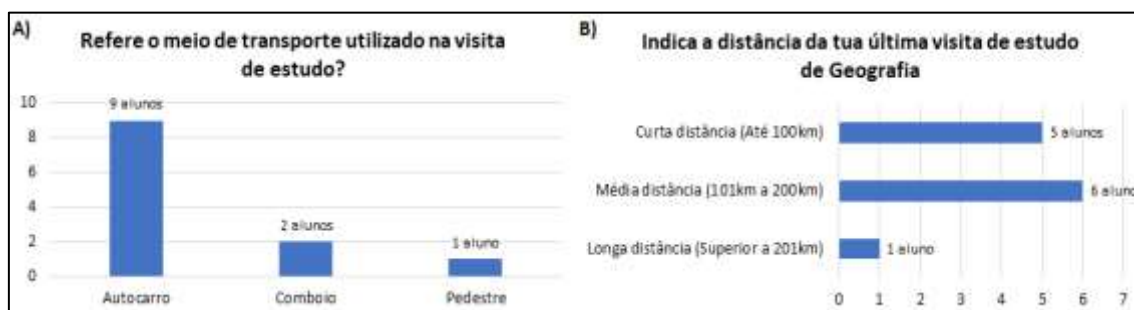 A)
Refere o meio de transporte utilizado na visita
de estudo?
10
8
6
4
2
0
9 alunos
2 alunos
1 aluno
Autocarro
Comboio
Pedestre
B)
Indica a distância da tua última visita de estudo
de Geografia
Curta distância (Até 100km)
5 alunos
Média distância (101km a 200km)
6 aluno
Longa distância (Superior a 201km)
1 aluno
0 1 2 3 4 5 6 7